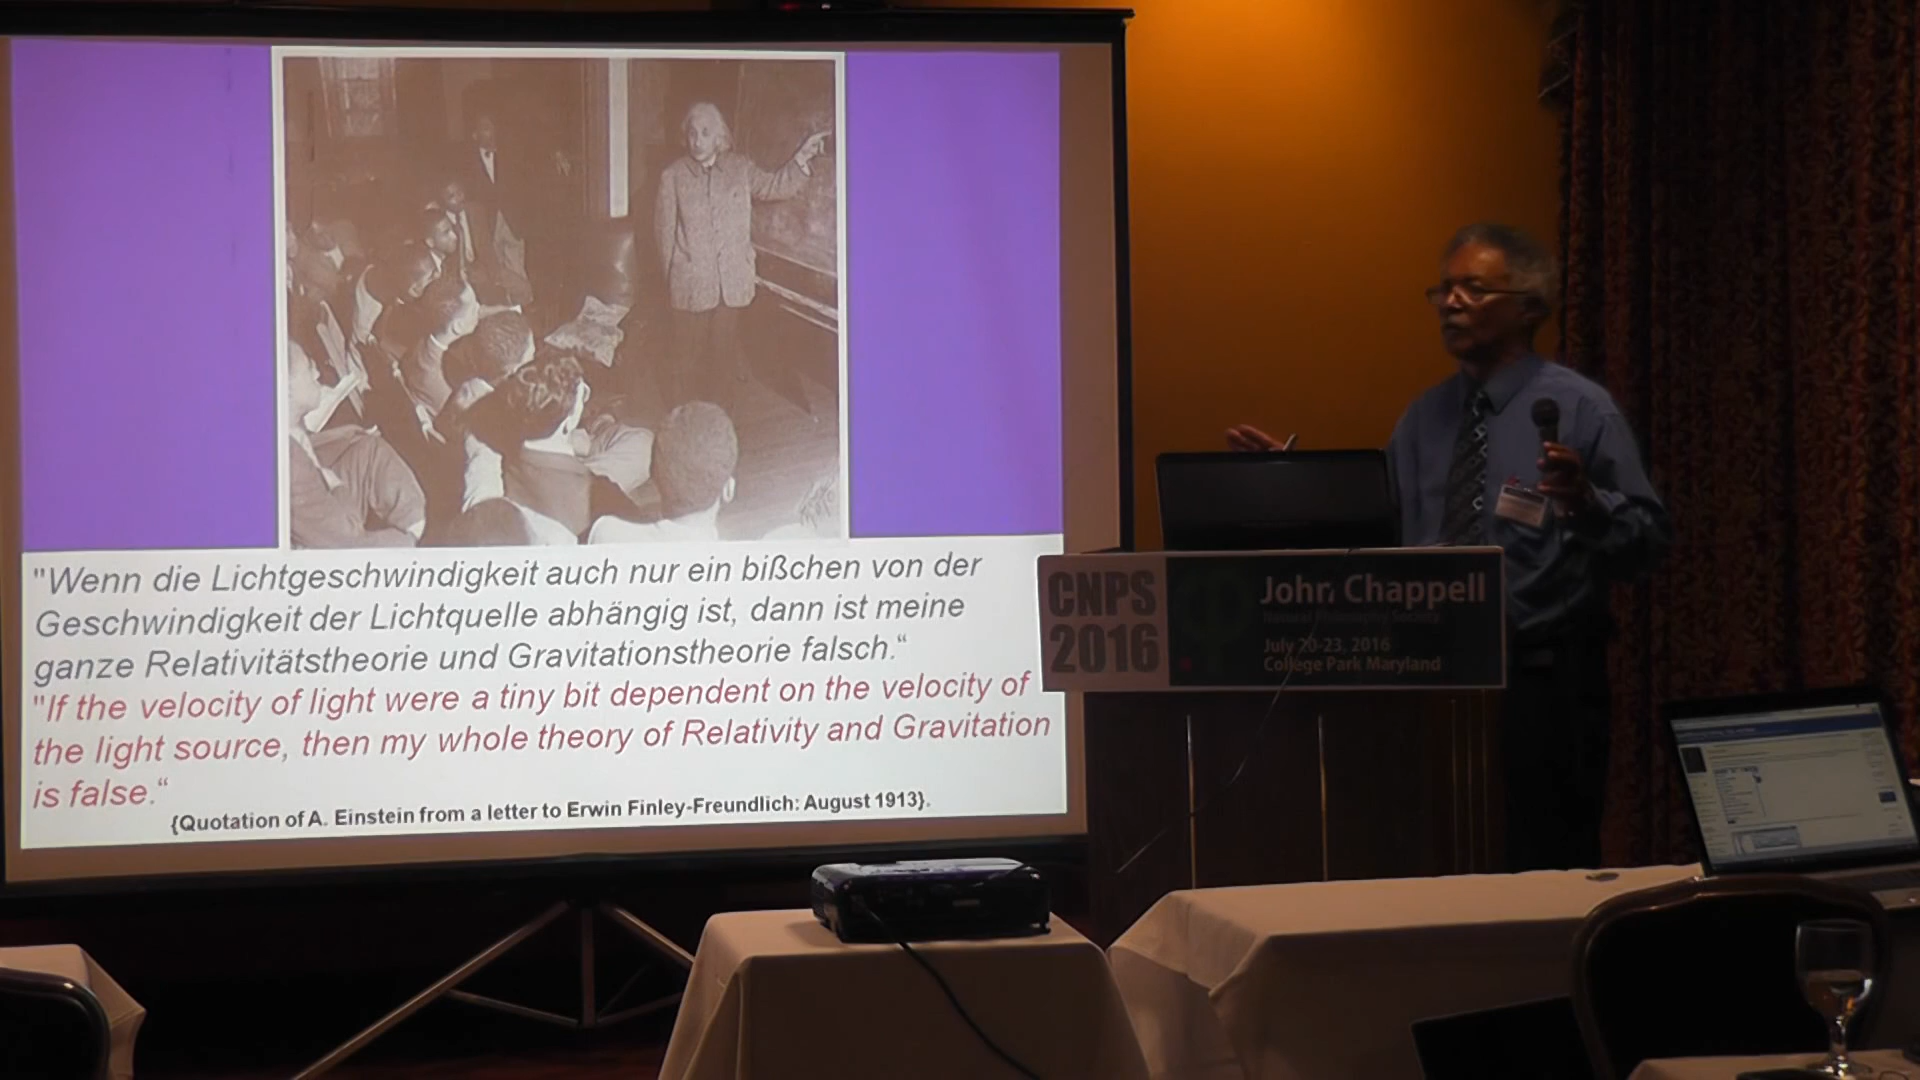 "Wenn die Lichtgeschwindigkeit auch nur ein bißchen von der
Geschwindigkeit der Lichtquelle abhängig ist, dann ist meine
ganze Relativitätstheorie und Gravitationstheorie falsch.“
"If the velocity of light were a tiny bit dependent on the velocity of
the light source, then my whole theory of Relativity and Gravitation
is false.“
{Quotation of A. Einstein from a letter to Erwin Finley-Freundlich: August 1913}.
CNPS
2016
John Chappell
Natural Philosophy Society
July 20-23, 2016
College Park Maryland